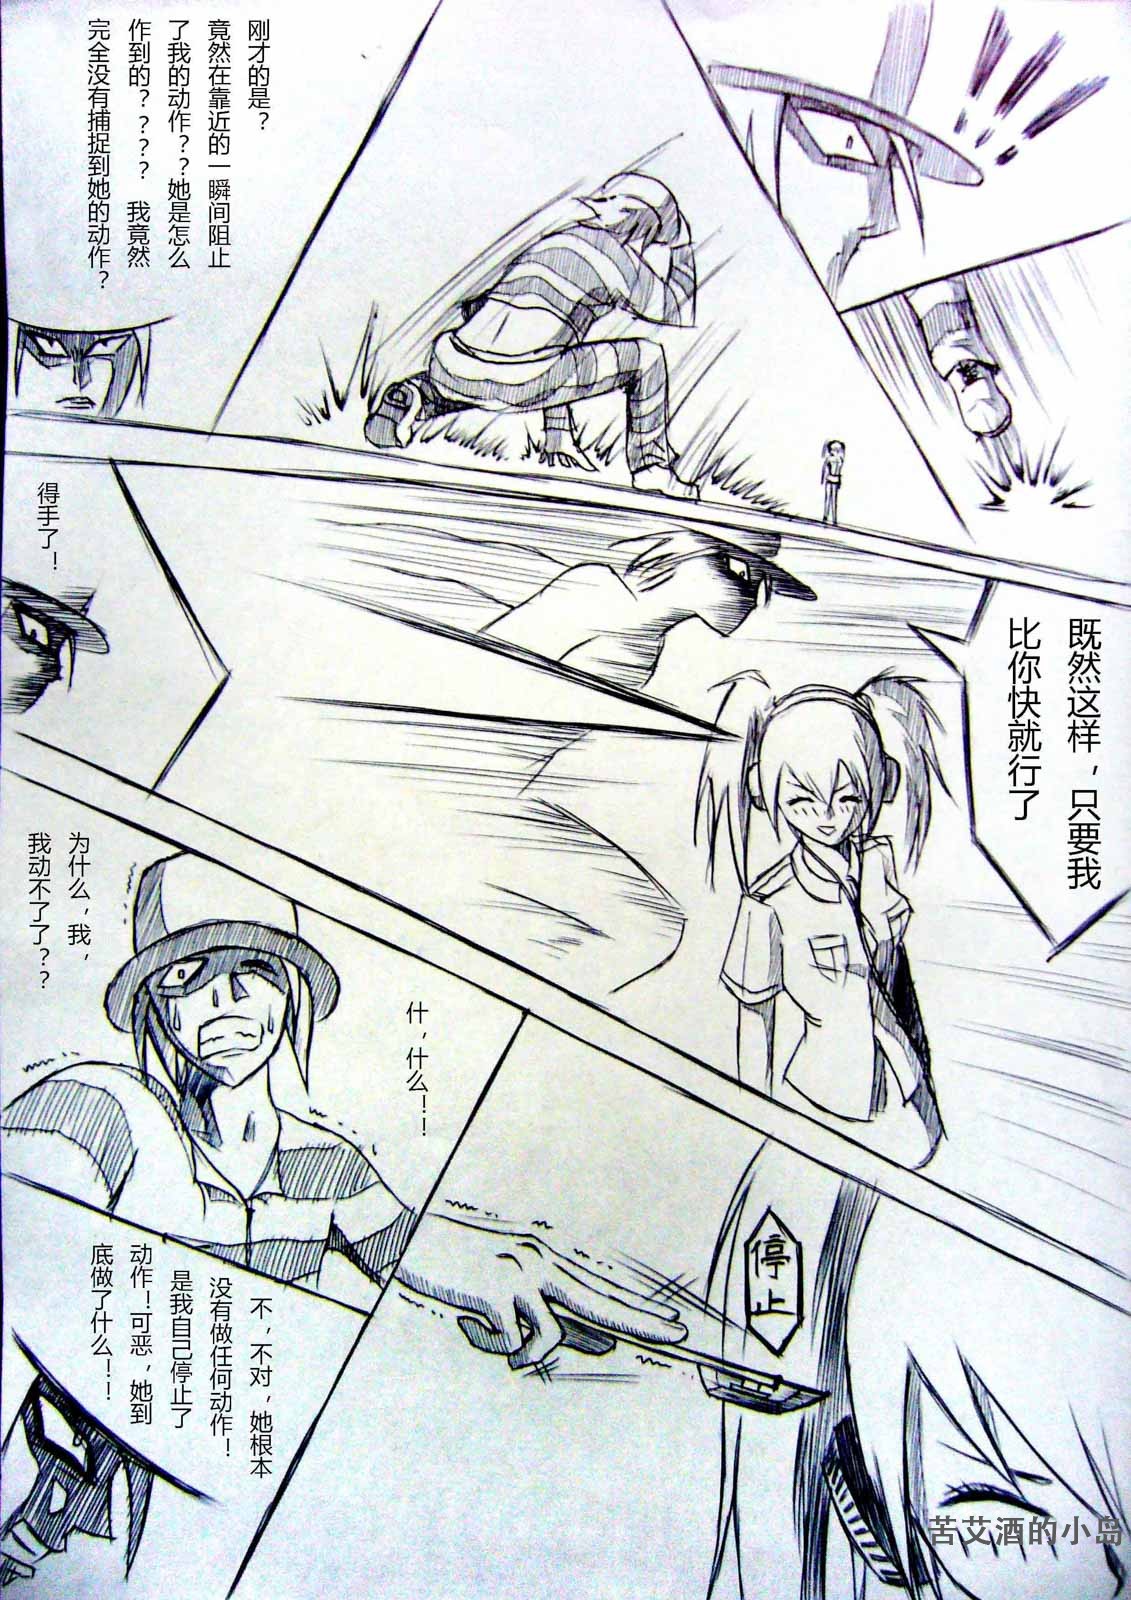 刚才的是？
竟然在靠近的一瞬间阻止
了我的动作？？她是怎么
作到的？？？？ 我竟然
完全没有捕捉到她的动作？
既然这样，只要我
比你快就行了
得手了！
什，什么！！
为什么，我，
我动不了了？？
停止
不，不对，她根本
没有做任何动作！
是我自己停止了
动作！可恶，她到
底做了什么！！
苦艾酒的小岛